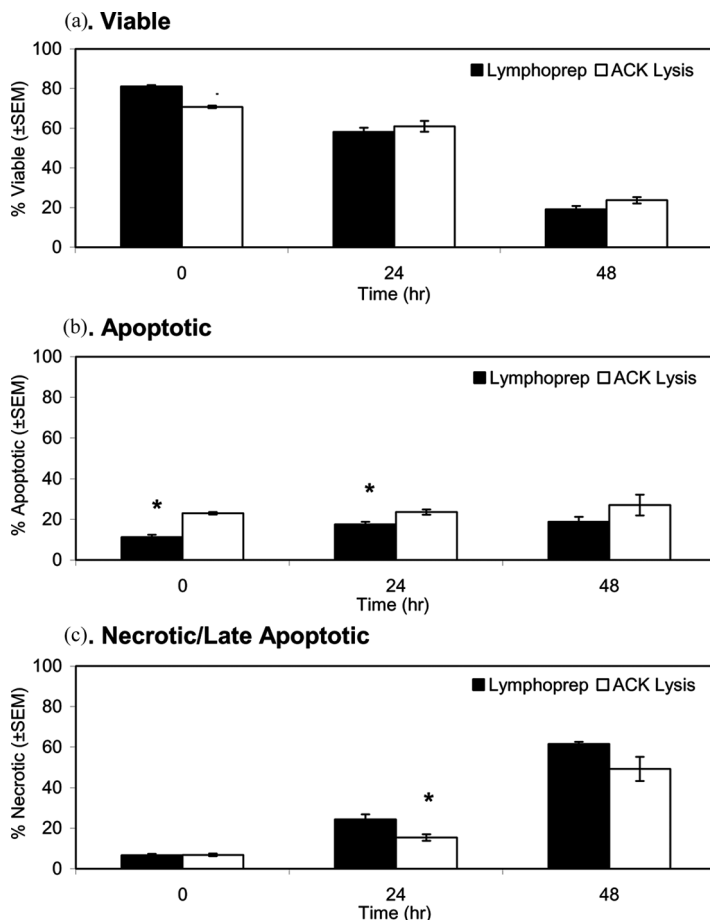 (a). Viable
Lymphoprep ACK Lysis
% Viable (±SEM)
100
80
60
40
20
0
0 24 48
Time (hr)
(b). Apoptotic
Lymphoprep ACK Lysis
% Apoptotic (±SEM)
100
80
60
40
20
0
* *
0 24 48
Time (hr)
(c). Necrotic/Late Apoptotic
Lymphoprep ACK Lysis
% Necrotic (±SEM)
100
80
60
40
20
0
*
0 24 48
Time (hr)